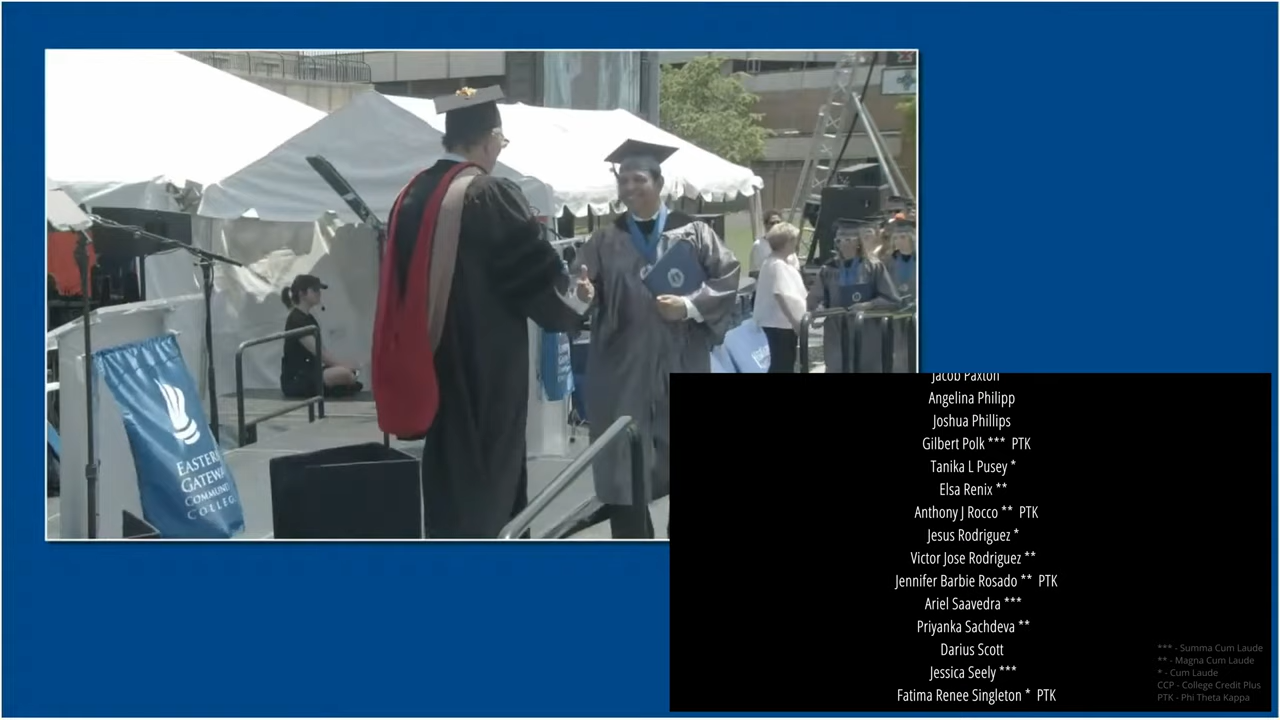 EASTERN
GATEWAY
COMMUNITY
COLLEGE
Jacob Paxton
Angelina Philipp
Joshua Phillips
Gilbert Polk *** PTK
Tanika L Pusey *
Elsa Renix **
Anthony J Rocco ** PTK
Jesus Rodriguez *
Victor Jose Rodriguez **
Jennifer Barbie Rosado ** PTK
Ariel Saavedra ***
Priyanka Sachdeva **
Darius Scott
Jessica Seely ***
Fatima Renee Singleton * PTK
*** - Summa Cum Laude
** - Magna Cum Laude
* - Cum Laude
CCP - College Credit Plus
PTK - Phi Theta Kappa